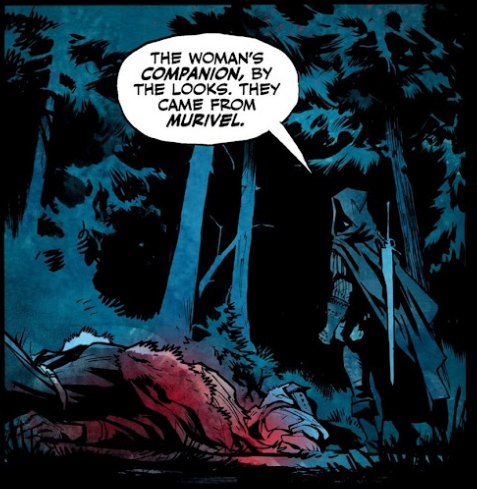 THE WOMAN'S
COMPANION, BY
THE LOOKS. THEY
CAME FROM
MURIVEL.